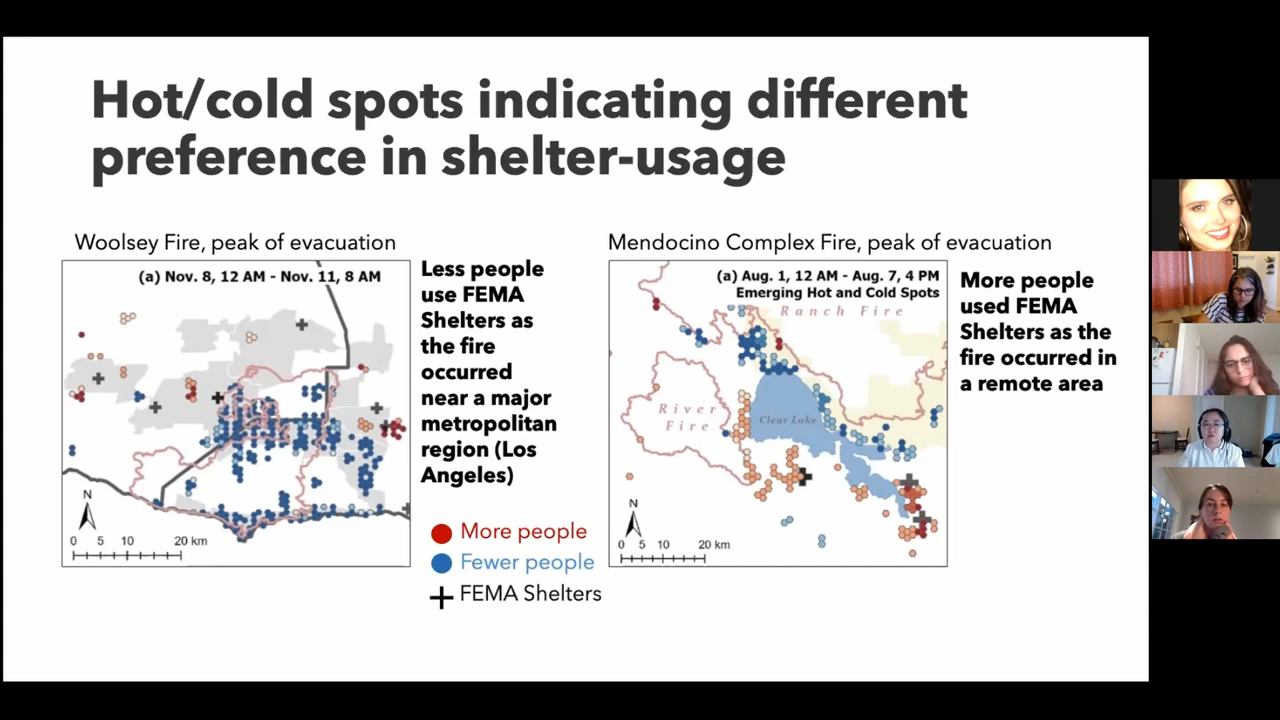 Hot/cold spots indicating different
preference in shelter-usage
Woolsey Fire, peak of evacuation
(a) Nov. 8, 12 AM - Nov. 11, 8 AM
N
0 5 10 20 km
Less people
use FEMA
Shelters as
the fire
occurred
near a major
metropolitan
region (Los
Angeles)
More people
Fewer people
FEMA Shelters
Mendocino Complex Fire, peak of evacuation
(a) Aug. 1, 12 AM - Aug. 7, 4 PM
Emerging Hot and Cold Spots
Ranch Fire
River
Fire
Clear Lake
N
0 5 10 20 km
More people
used FEMA
Shelters as the
fire occurred in
a remote area